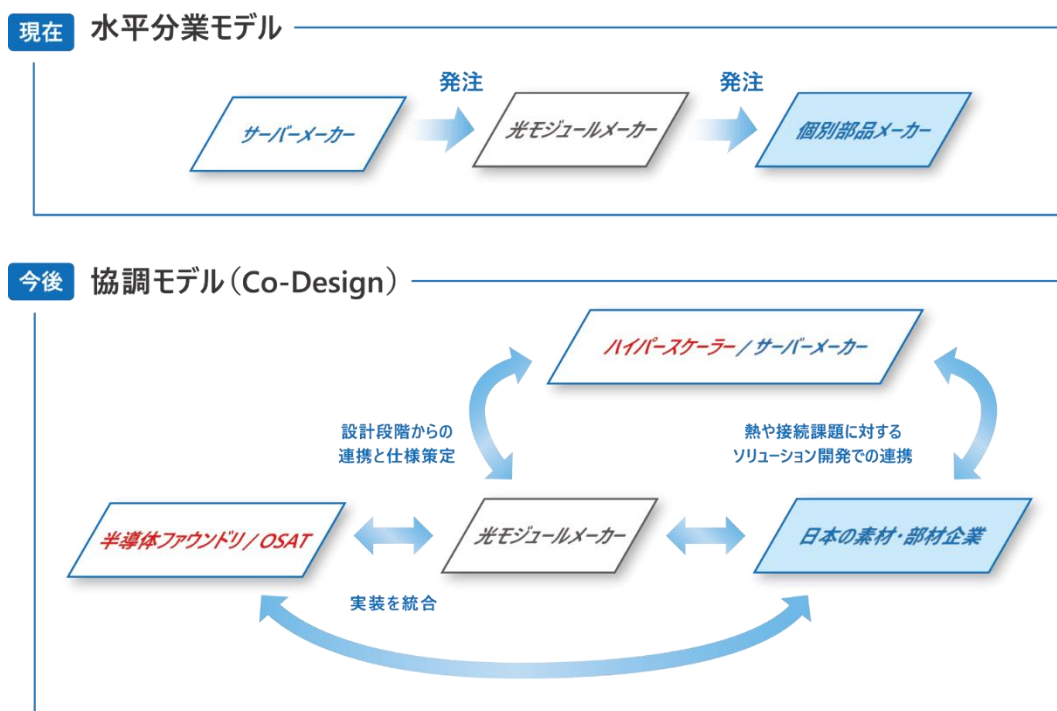 現在 水平分業モデル
発注
発注
サーバーメーカー
光モジュールメーカー
個別部品メーカー
今後 協調モデル（Co-Design）
ハイパースケーラー / サーバーメーカー
設計段階からの
連携と仕様策定
熱や接続課題に対する
ソリューション開発での連携
半導体ファウンドリ / OSAT
光モジュールメーカー
日本の素材・部材企業
実装を統合